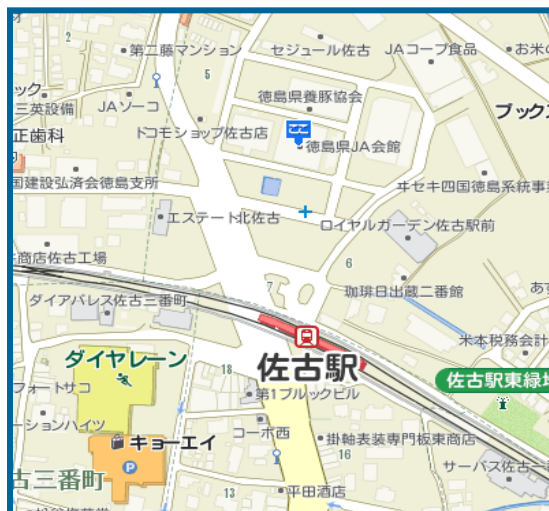 第二藤マンション
セジュール佐古
JAコープ食品
お米の
5
ック
三英設備
JAソーコ
徳島県養豚協会
ブックス
正歯科
ドコモショップ佐古店
ここ
徳島県JA会館
国建設弘済会徳島支所
ヰセキ四国徳島系統事業
エステート北佐古
ロイヤルガーデン佐古駅前
キ商店佐古工場
6
7
珈琲日出蔵二番館
あす
ダイアパレス佐古三番町
米本税務会計
ダイヤレーン
佐古駅
18
佐古駅東緑地
フォートサコ
第1ブルックビル
ーションハイツ
キョーエイ
コーポ西
掛軸表装専門板東商店
P
16
サーパス佐古一番
古三番町
13
平田酒店